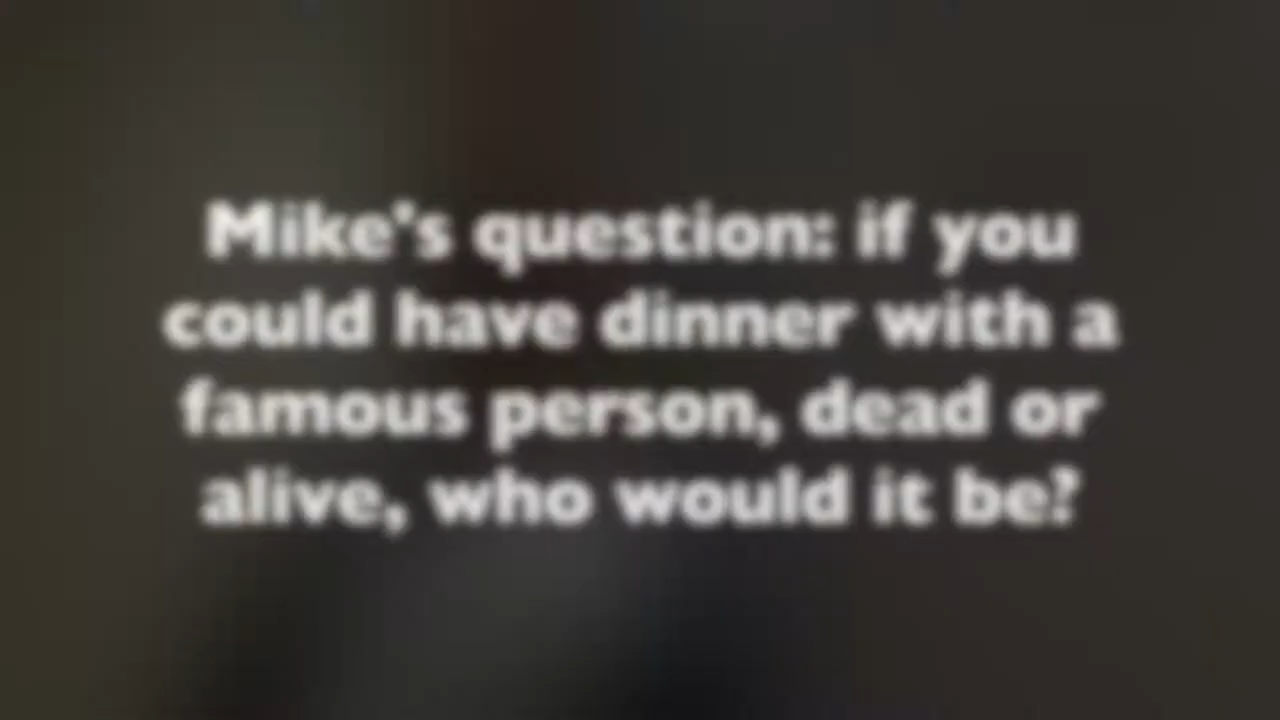 Mike's question: if you
could have dinner with a
famous person, dead or
alive, who would it be?